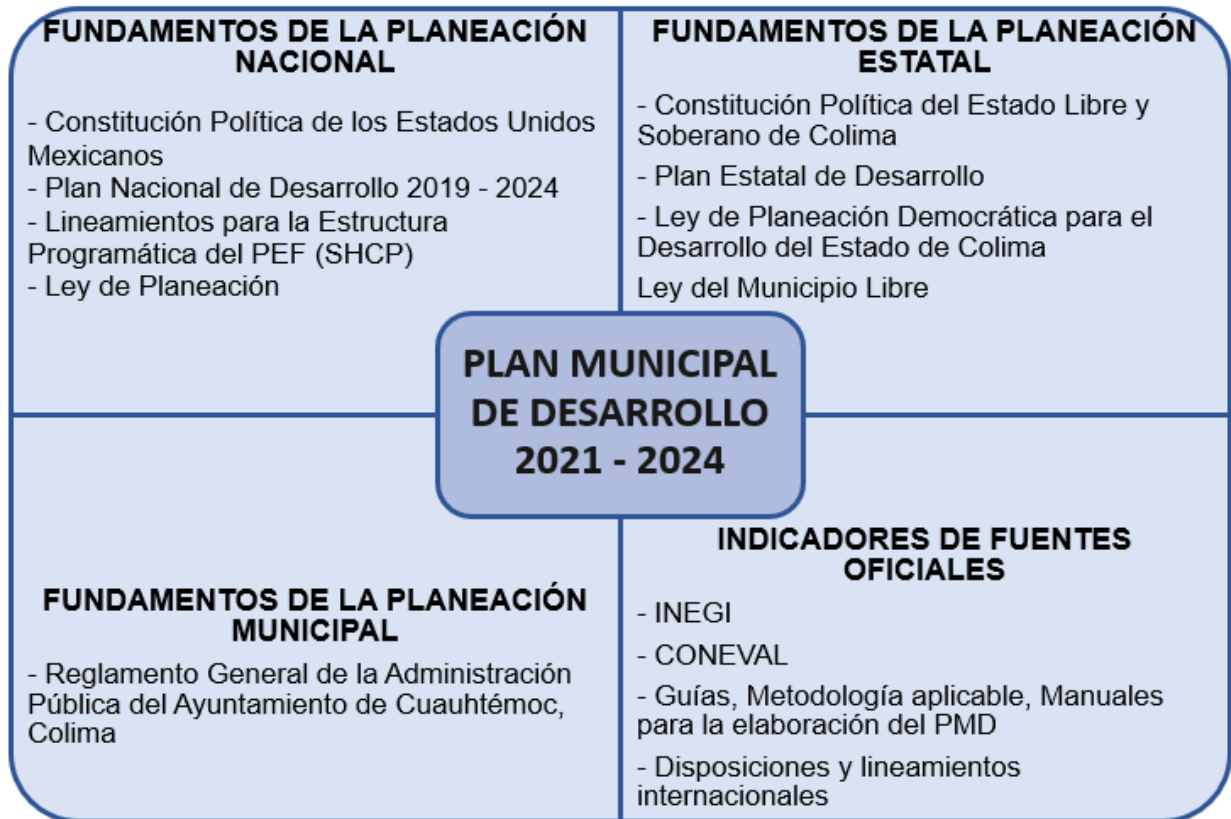 FUNDAMENTOS DE LA PLANEACIÓN
NACIONAL
- Constitución Política de los Estados Unidos
Mexicanos
- Plan Nacional de Desarrollo 2019 - 2024
- Lineamientos para la Estructura
Programática del PEF (SHCP)
- Ley de Planeación
FUNDAMENTOS DE LA PLANEACIÓN
ESTATAL
- Constitución Política del Estado Libre y
Soberano de Colima
- Plan Estatal de Desarrollo
- Ley de Planeación Democrática para el
Desarrollo del Estado de Colima
Ley del Municipio Libre
PLAN MUNICIPAL
DE DESARROLLO
2021 - 2024
FUNDAMENTOS DE LA PLANEACIÓN
MUNICIPAL
- Reglamento General de la Administración
Pública del Ayuntamiento de Cuauhtémoc,
Colima
INDICADORES DE FUENTES
OFICIALES
- INEGI
- CONEVAL
- Guías, Metodología aplicable, Manuales
para la elaboración del PMD
- Disposiciones y lineamientos
internacionales